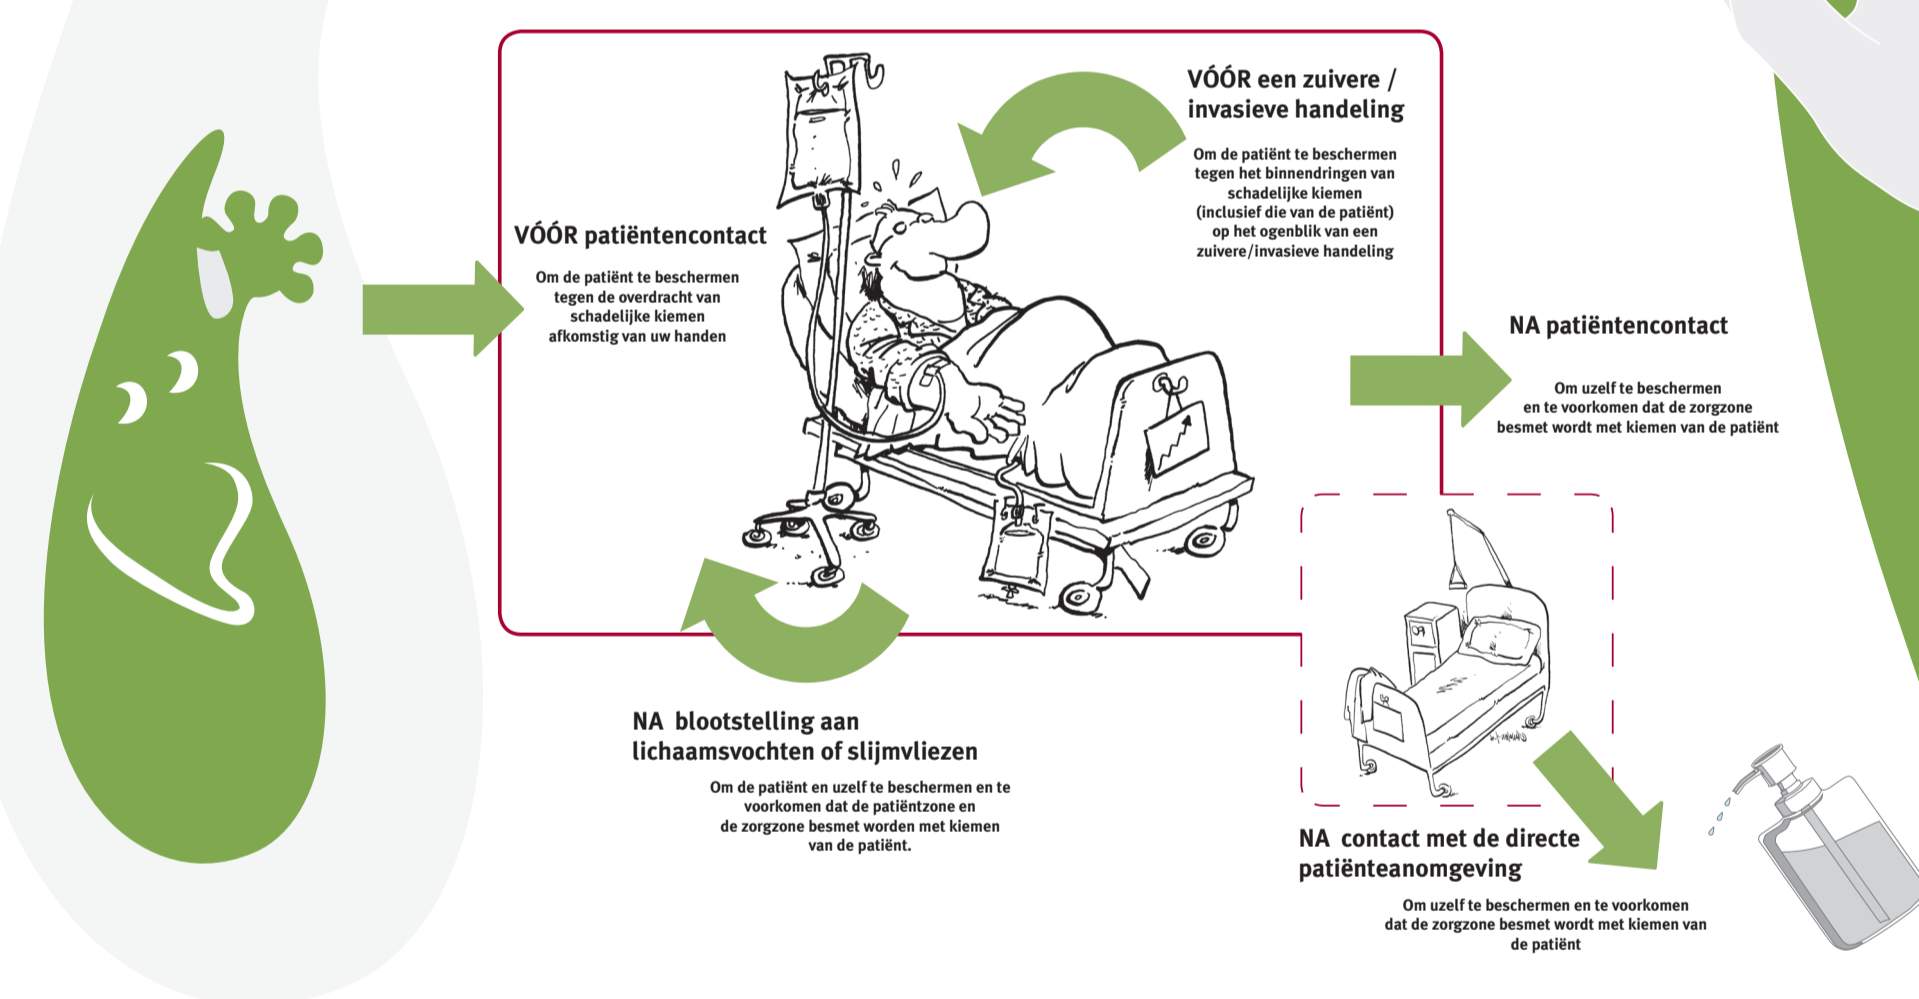 VÓÓR patiëntencontact
Om de patiënt te beschermen
tegen de overdracht van
schadelijke kiemen
afkomstig van uw handen
VÓÓR een zuivere /
invasieve handeling
Om de patiënt te beschermen
tegen het binnendringen van
schadelijke kiemen
(inclusief die van de patiënt)
op het ogenblik van een
zuivere/invasieve handeling
NA patiëntencontact
Om uzelf te beschermen
en te voorkomen dat de zorgzone
besmet wordt met kiemen van de patiënt
NA blootstelling aan
lichaamsvochten of slijmvliezen
Om de patiënt en uzelf te beschermen en te
voorkomen dat de patiëntzone en
de zorgzone besmet worden met kiemen
van de patiënt.
NA contact met de directe
patiënteanomgeving
Om uzelf te beschermen en te voorkomen
dat de zorgzone besmet wordt met kiemen van
de patiënt